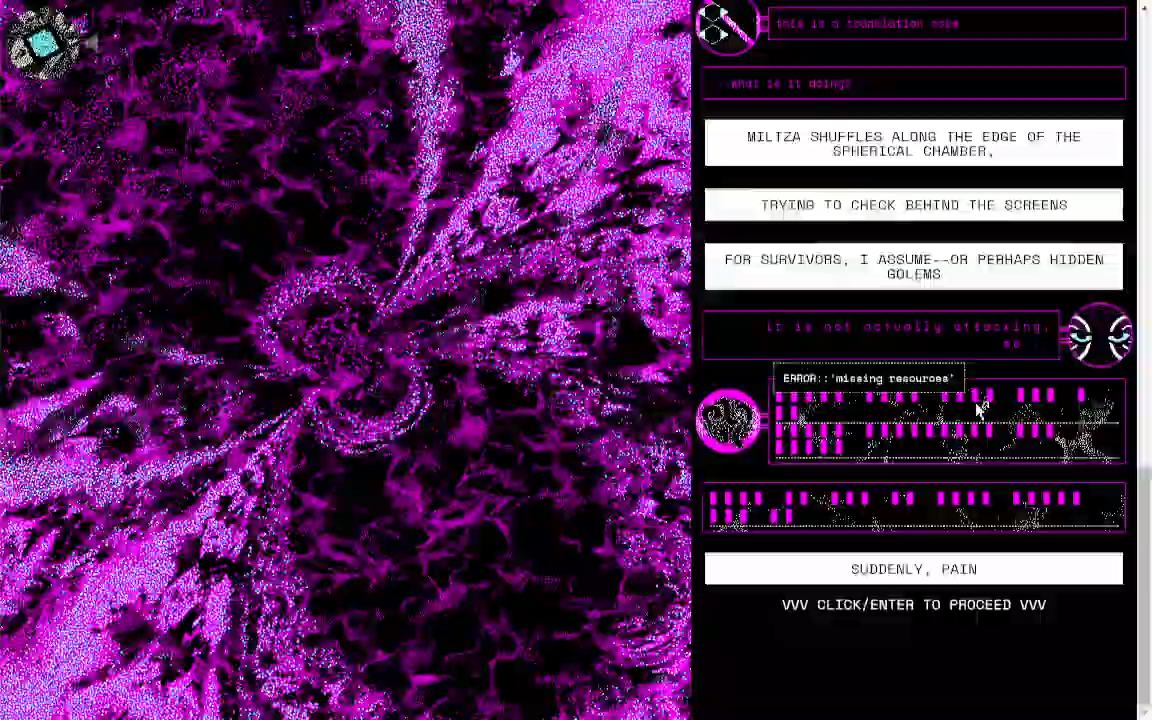 this is a translation node
what is it doing?
MILTZA SHUFFLES ALONG THE EDGE OF THE
SPHERICAL CHAMBER,
TRYING TO CHECK BEHIND THE SCREENS
FOR SURVIVORS, I ASSUME--OR PERHAPS HIDDEN
GOLEMS
it is not actually attacking,
so
ERROR::'missing resources'
SUDDENLY, PAIN
VVV CLICK/ENTER TO PROCEED VVV